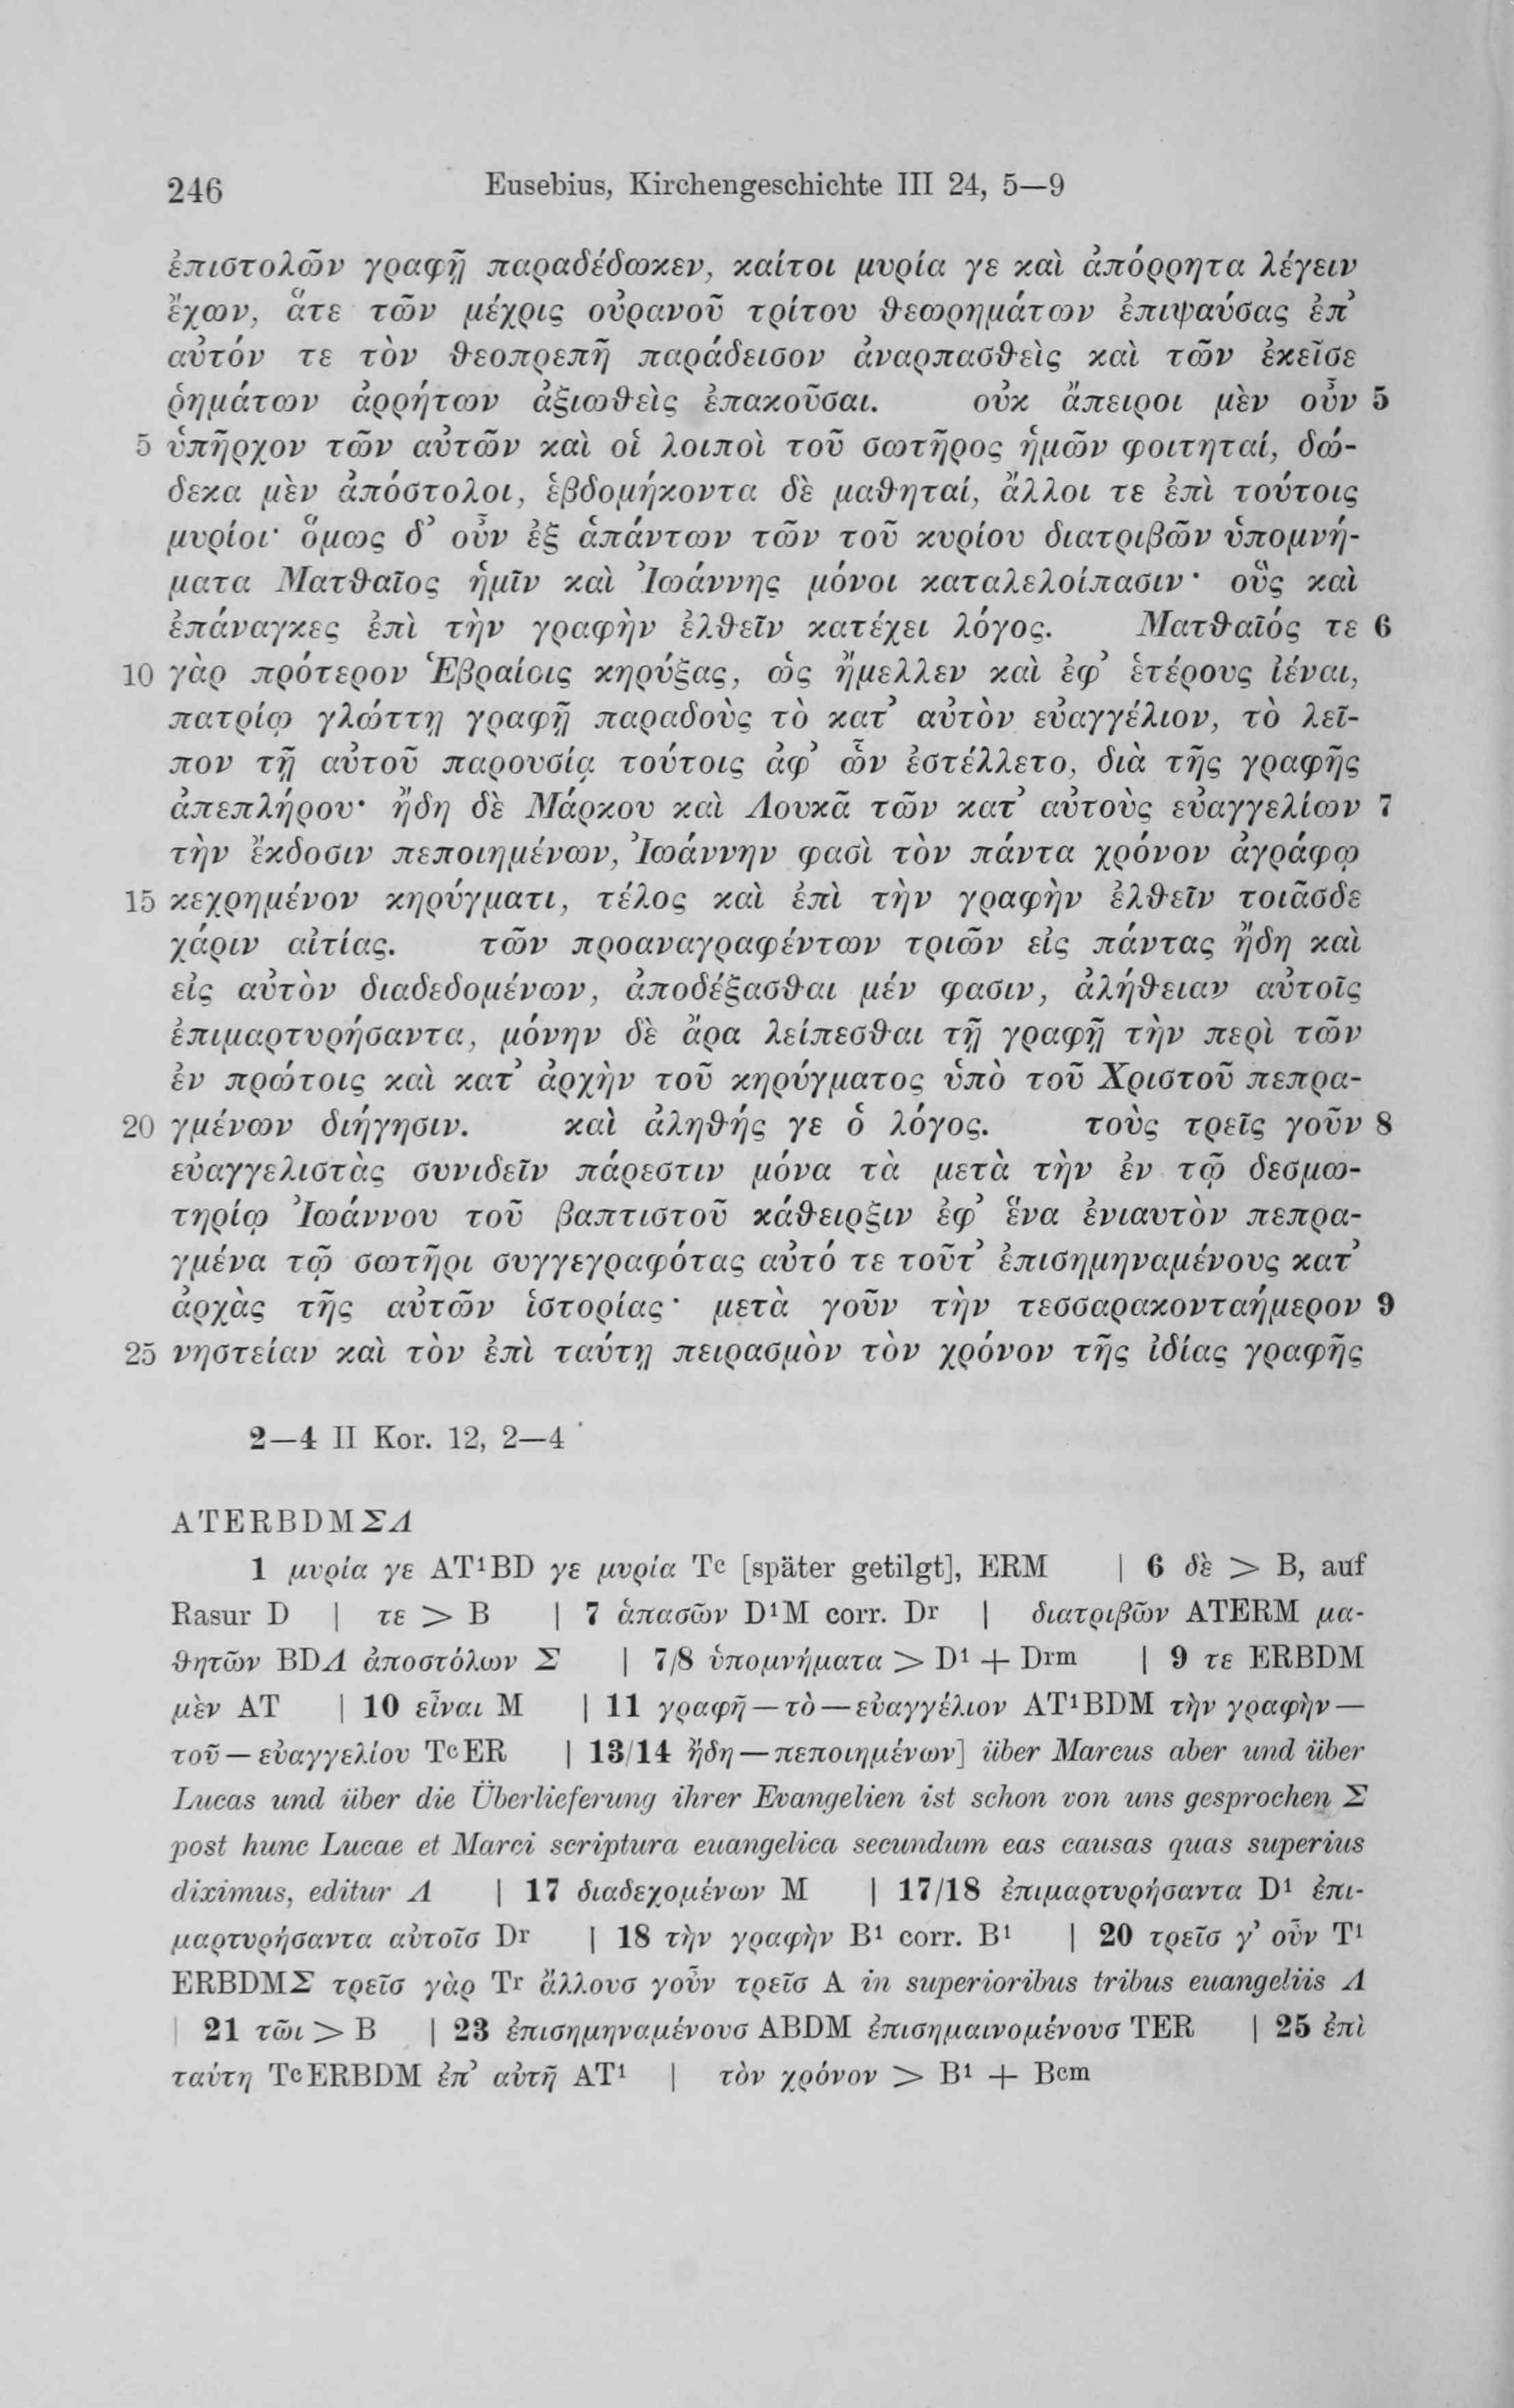 246 Eusebius, Kirchengeschichte III 24, 5—9
ἐπιστολῶν γραφῇ παραδέδωκεν, καίτοι μυρία γε καὶ ἀπόρρητα λέγειν
ἔχων, ἅτε τῶν μέχρις οὐρανοῦ τρίτου θεωρημάτων ἐπιψαύσας ἐπ'
αὐτόν τε τὸν θεοπρεπῆ παράδεισον ἀναρπασθεὶς καὶ τῶν ἐκεῖσε
ῥημάτων ἀρρήτων ἀξιωθεὶς ἐπακοῦσαι. οὐκ ἄπειροι μὲν οὖν 5
5 ὑπῆρχον τῶν αὐτῶν καὶ οἱ λοιποὶ τοῦ σωτῆρος ἡμῶν φοιτηταί, δώ-
δεκα μὲν ἀπόστολοι, ἑβδομήκοντα δὲ μαθηταί, ἄλλοι τε ἐπὶ τούτοις
μυρίοι· ὅμως δ' οὖν ἐξ ἁπάντων τῶν τοῦ κυρίου διατριβῶν ὑπομνή-
ματα Ματθαῖος ἡμῖν καὶ Ἰωάννης μόνοι καταλελοίπασιν· οὓς καὶ
ἐπάναγκες ἐπὶ τὴν γραφὴν ἐλθεῖν κατέχει λόγος. Ματθαῖός τε 6
10 γὰρ πρότερον Ἑβραίοις κηρύξας, ὡς ἤμελλεν καὶ ἐφ' ἑτέρους ἰέναι,
πατρίῳ γλώττῃ γραφῇ παραδοὺς τὸ κατ' αὐτὸν εὐαγγέλιον, τὸ λεῖ-
πον τῇ αὐτοῦ παρουσίᾳ τούτοις ἀφ' ὧν ἐστέλλετο, διὰ τῆς γραφῆς
ἀπεπλήρου· ἤδη δὲ Μάρκου καὶ Λουκᾶ τῶν κατ' αὐτοὺς εὐαγγελίων 7
τὴν ἔκδοσιν πεποιημένων, Ἰωάννην φασὶ τὸν πάντα χρόνον ἀγράφῳ
15 κεχρημένον κηρύγματι, τέλος καὶ ἐπὶ τὴν γραφὴν ἐλθεῖν τοιᾶσδε
χάριν αἰτίας. τῶν προαναγραφέντων τριῶν εἰς πάντας ἤδη καὶ
εἰς αὐτὸν διαδεδομένων, ἀποδέξασθαι μέν φασιν, ἀλήθειαν αὐτοῖς
ἐπιμαρτυρήσαντα, μόνην δὲ ἄρα λείπεσθαι τῇ γραφῇ τὴν περὶ τῶν
ἐν πρώτοις καὶ κατ' ἀρχὴν τοῦ κηρύγματος ὑπὸ τοῦ Χριστοῦ πεπρα-
20 γμένων διήγησιν. καὶ ἀληθής γε ὁ λόγος. τοὺς τρεῖς γοῦν 8
εὐαγγελιστὰς συνιδεῖν πάρεστιν μόνα τὰ μετὰ τὴν ἐν τῷ δεσμω-
τηρίῳ Ἰωάννου τοῦ βαπτιστοῦ κάθειρξιν ἐφ' ἕνα ἐνιαυτὸν πεπρα-
γμένα τῷ σωτῆρι συγγεγραφότας αὐτό τε τοῦτ' ἐπισημηναμένους κατ'
ἀρχὰς τῆς αὐτῶν ἱστορίας· μετὰ γοῦν τὴν τεσσαρακονταήμερον 9
25 νηστείαν καὶ τὸν ἐπὶ ταύτῃ πειρασμὸν τὸν χρόνον τῆς ἰδίας γραφῆς
2—4 II Kor. 12, 2—4
ATERBDMΣΛ
1 μυρία γε AT¹BD γε μυρία Tᶜ [später getilgt], ERM | 6 δὲ > B, auf
Rasur D | τε > B | 7 ἁπασῶν D¹M corr. Dʳ | διατριβῶν ATERM μα-
θητῶν BDΛ ἀποστόλων Σ | 7/8 ὑπομνήματα > D¹ + Dʳᵐ | 9 τε ERBDM
μὲν AT | 10 εἶναι M | 11 γραφῆ — τὸ — εὐαγγέλιον AT¹BDM τὴν γραφὴν —
τοῦ — εὐαγγελίου TᶜER | 13/14 ἤδη — πεποιημένων] über Marcus aber und über
Lucas und über die Überlieferung ihrer Evangelien ist schon von uns gesprochen Σ
post hunc Lucae et Marci scriptura euangelica secundum eas causas quas superius
diximus, editur Λ | 17 διαδεχομένων M | 17/18 ἐπιμαρτυρήσαντα D¹ ἐπι-
μαρτυρήσαντα αὐτοῖσ Dʳ | 18 τὴν γραφὴν B¹ corr. B¹ | 20 τρεῖσ γ' οὖν T¹
ERBDMΣ τρεῖσ γὰρ Tʳ ἄλλουσ γοῦν τρεῖσ A in superioribus tribus euangeliis Λ
| 21 τῶι > B | 23 ἐπισημηναμένουσ ABDM ἐπισημαινομένουσ TER | 25 ἐπὶ
ταύτη TᶜERBDM ἐπ' αὐτῆ AT¹ | τὸν χρόνον > B¹ + Bᶜᵐ